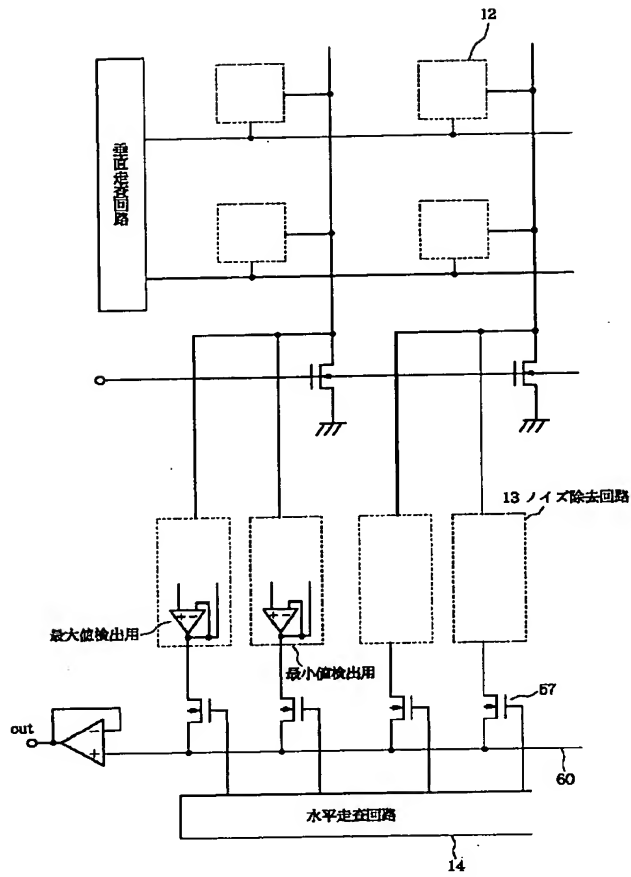 12
垂直走査回路
13 ノイズ除去回路
+ -
+ -
最大値検出用
最小値検出用
57
out
-
+
60
水平走査回路
14